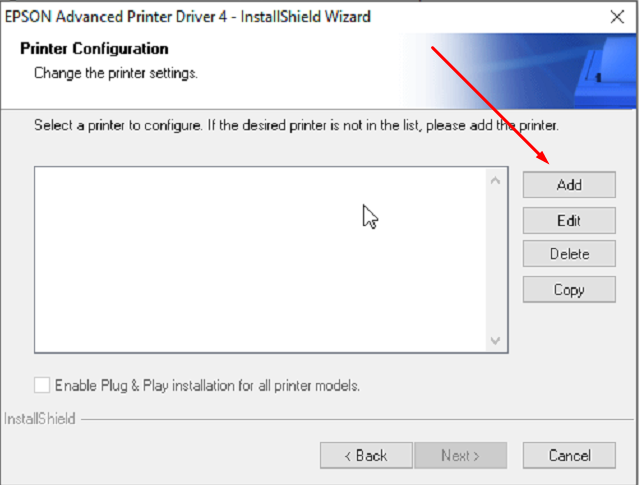 EPSON Advanced Printer Driver 4 - InstallShield Wizard
Printer Configuration
Change the printer settings.
Select a printer to configure. If the desired printer is not in the list, please add the printer.
Add
Edit
Delete
Copy
Enable Plug & Play installation for all printer models.
InstallShield
< Back
Next >
Cancel